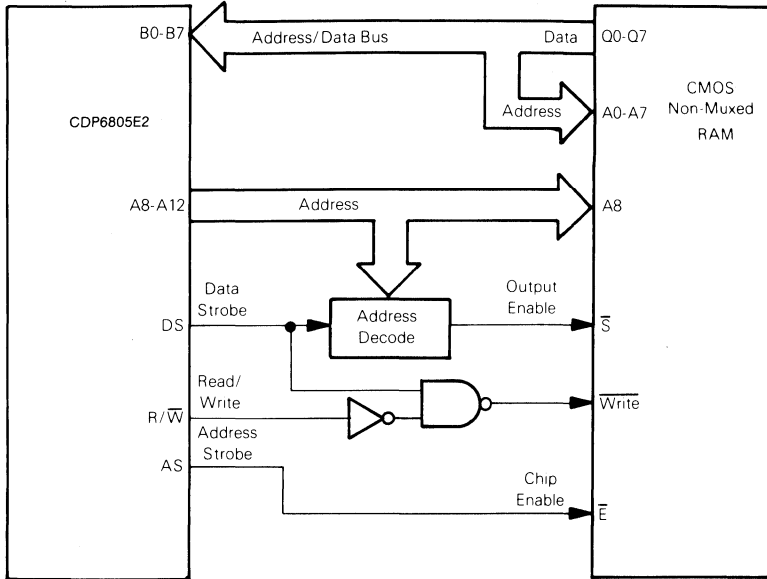 B0-B7
Address/Data Bus
Data
Q0-Q7
CMOS
Non-Muxed
RAM
Address
A0-A7
CDP6805E2
A8-A12
Address
A8
Data
Strobe
DS
Address
Decode
Output
Enable
S̅
Read/
Write
R/W̅
W̅r̅i̅t̅e̅
Address
Strobe
AS
Chip
Enable
E̅